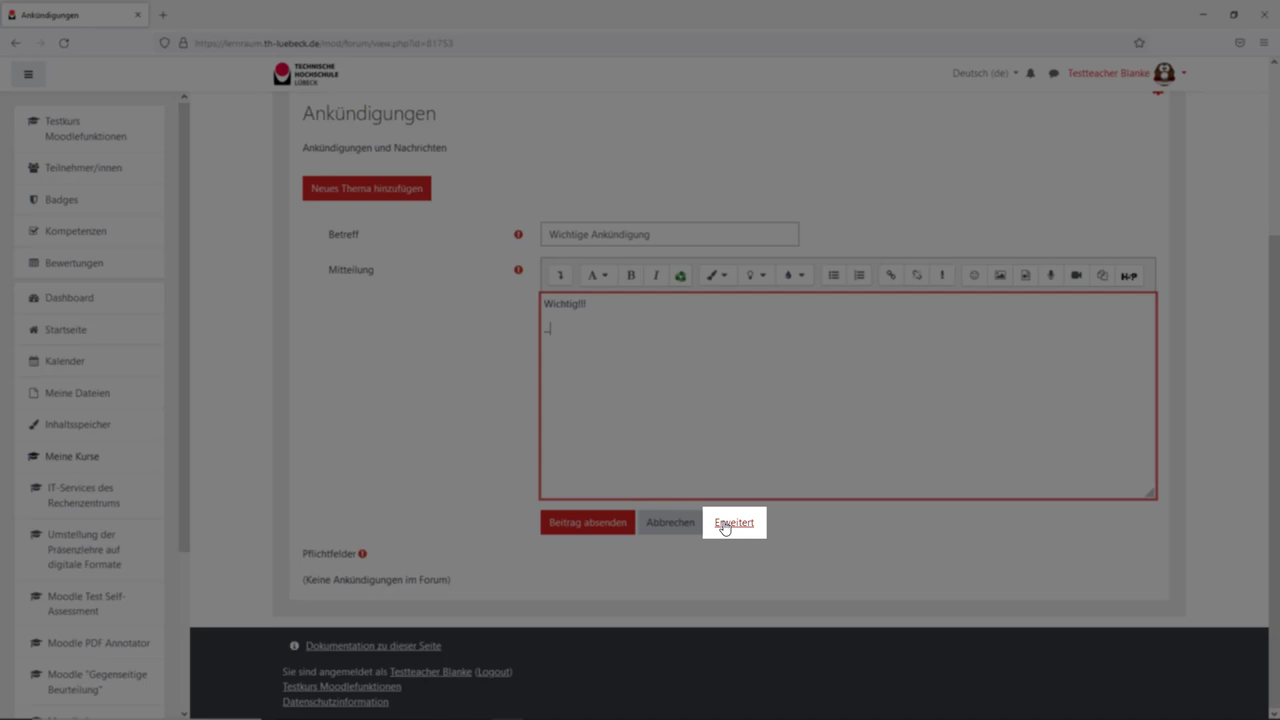 Ankündigungen
https://lernraum.th-luebeck.de/mod/forum/view.php?id=81753
TECHNISCHE
HOCHSCHULE
LÜBECK
Deutsch (de)
Testteacher Blanke
Testkurs
Moodlefunktionen
Teilnehmer/innen
Badges
Kompetenzen
Bewertungen
Dashboard
Startseite
Kalender
Meine Dateien
Inhaltsspeicher
Meine Kurse
IT-Services des
Rechenzentrums
Umstellung der
Präsenzlehre auf
digitale Formate
Moodle Test Self-
Assessment
Moodle PDF Annotator
Moodle "Gegenseitige
Beurteilung"
Ankündigungen
Ankündigungen und Nachrichten
Neues Thema hinzufügen
Betreff
Wichtige Ankündigung
Mitteilung
A B I H-P
Wichtig!!!
Beitrag absenden
Abbrechen
Erweitert
Pflichtfelder
(Keine Ankündigungen im Forum)
Dokumentation zu dieser Seite
Sie sind angemeldet als Testteacher Blanke (Logout)
Testkurs Moodlefunktionen
Datenschutzinformation